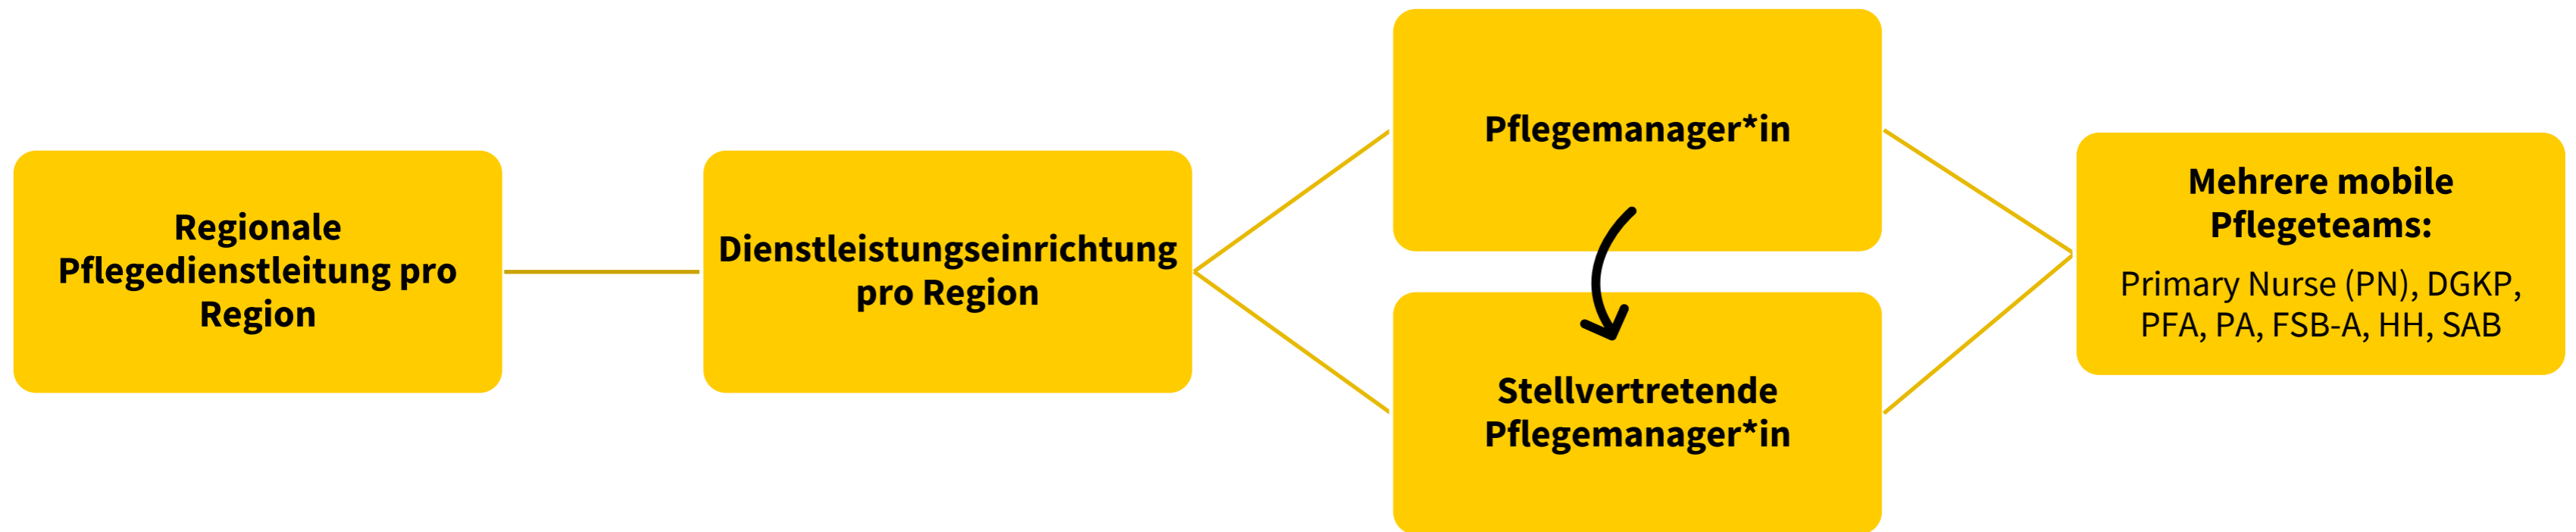 Regionale
Pflegedienstleitung pro
Region
Dienstleistungseinrichtung
pro Region
Pflegemanager*in
Stellvertretende
Pflegemanager*in
Mehrere mobile
Pflegeteams:
Primary Nurse (PN), DGKP,
PFA, PA, FSB-A, HH, SAB